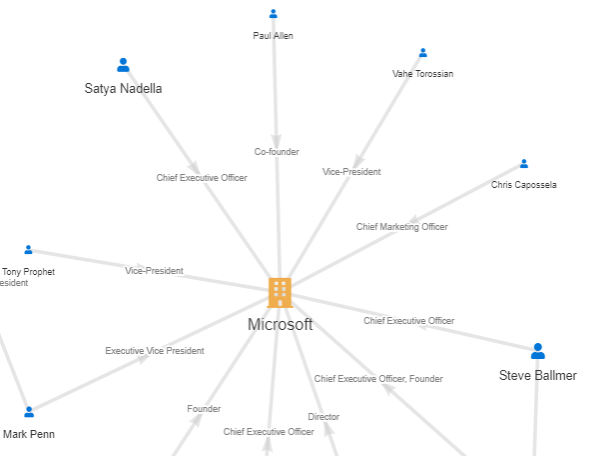 Paul Allen
Vahe Torossian
Satya Nadella
Co-founder
Vice-President
Chief Executive Officer
Chris Capossela
Chief Marketing Officer
Tony Prophet
Vice-President
esident
Microsoft
Chief Executive Officer
Executive Vice President
Steve Ballmer
Chief Executive Officer, Founder
Founder
Director
Mark Penn
Chief Executive Officer